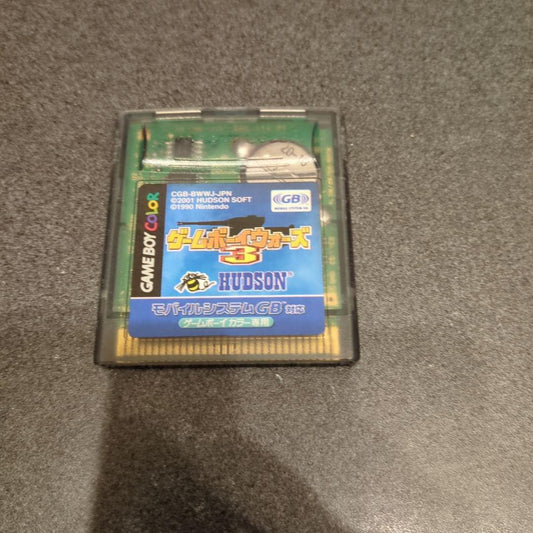 CGB-BWWJ-JPN
©2001 HUDSON SOFT
©1990 Nintendo
GB
GAME BOY COLOR
ゲームボーイウォーズ
3
HUDSON
モバイルシステムGB 対応
ゲームボーイ カラー専用